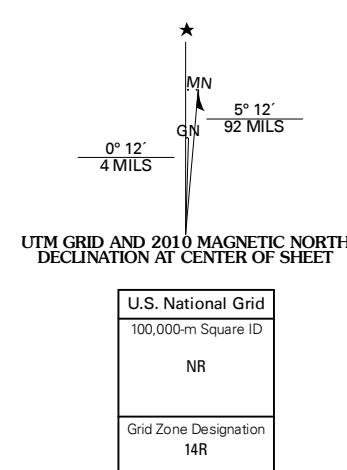 MN
GN
5° 12´
92 MILS
0° 12´
4 MILS
UTM GRID AND 2010 MAGNETIC NORTH
DECLINATION AT CENTER OF SHEET
U.S. National Grid
100,000-m Square ID
NR
Grid Zone Designation
14R